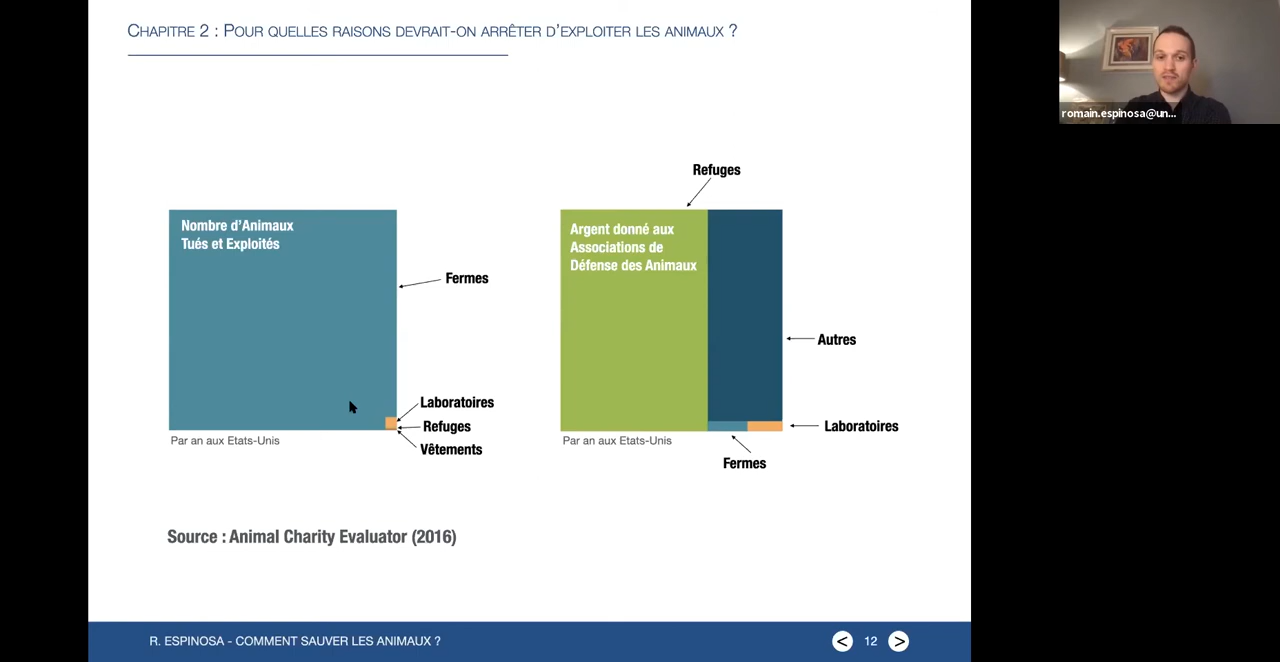 CHAPITRE 2 : POUR QUELLES RAISONS DEVRAIT-ON ARRÊTER D'EXPLOITER LES ANIMAUX ?
romain.espinosa@un...
Nombre d'Animaux
Tués et Exploités
Fermes
Laboratoires
Refuges
Vêtements
Par an aux Etats-Unis
Refuges
Argent donné aux
Associations de
Défense des Animaux
Autres
Laboratoires
Fermes
Par an aux Etats-Unis
Source : Animal Charity Evaluator (2016)
R. ESPINOSA - COMMENT SAUVER LES ANIMAUX ?
< 12 >